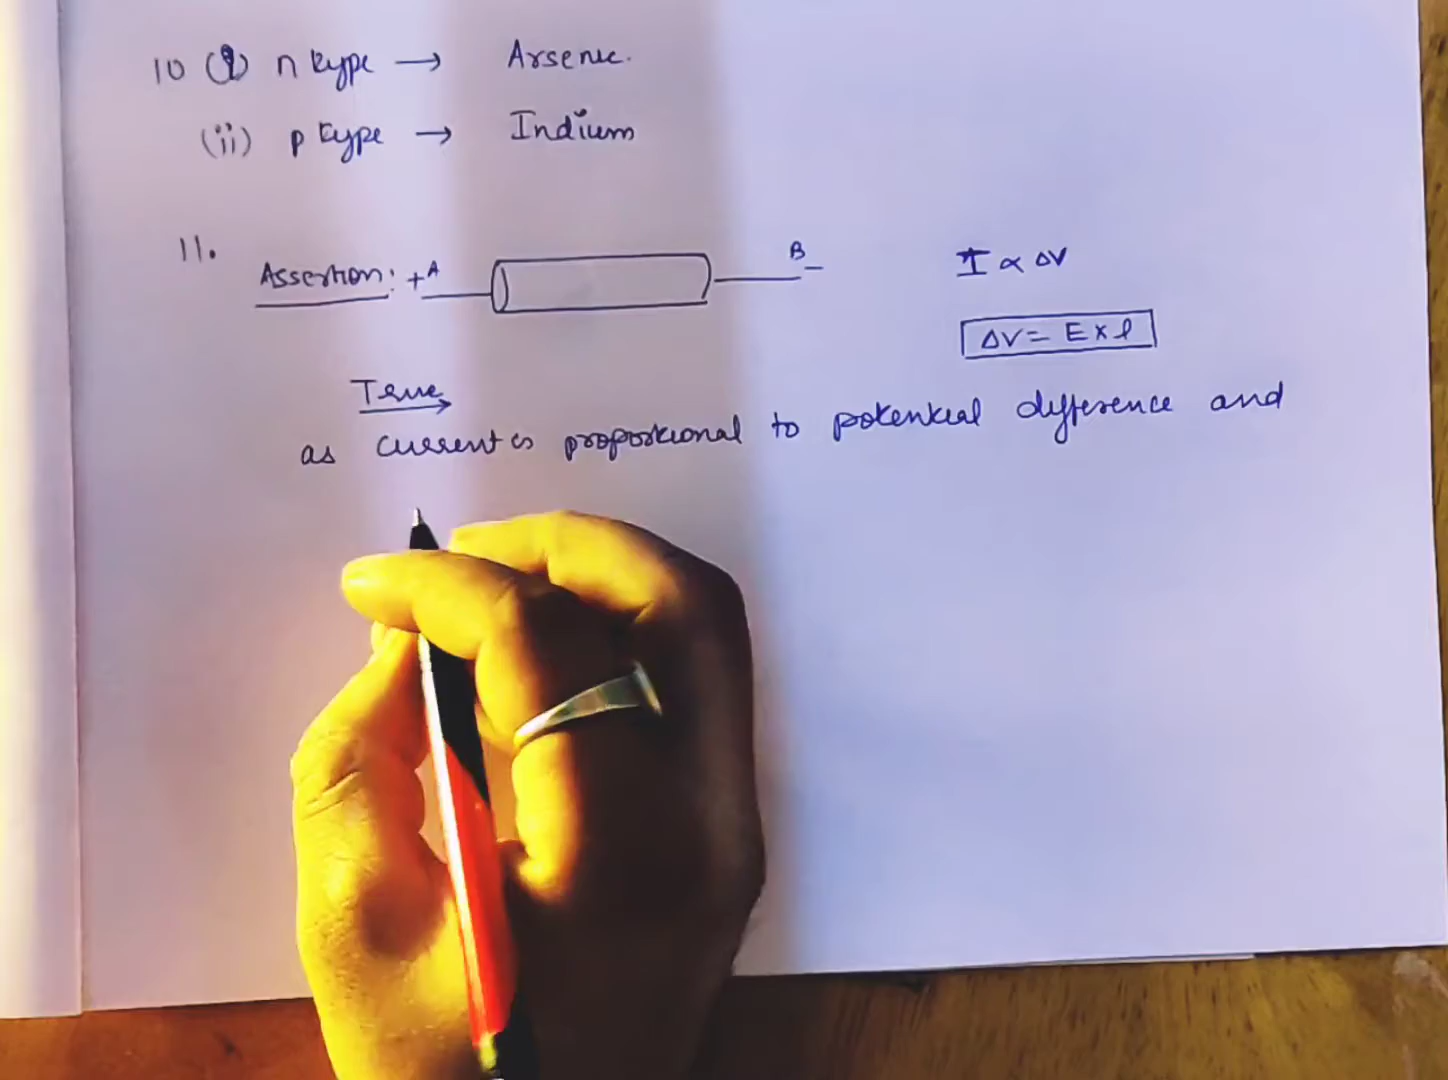 10 (i) n type → Arsenic.
(ii) p type → Indium
11.
Assertion: +A B −
I ∝ ΔV
ΔV = E × l
True
as current is proportional to potential difference and